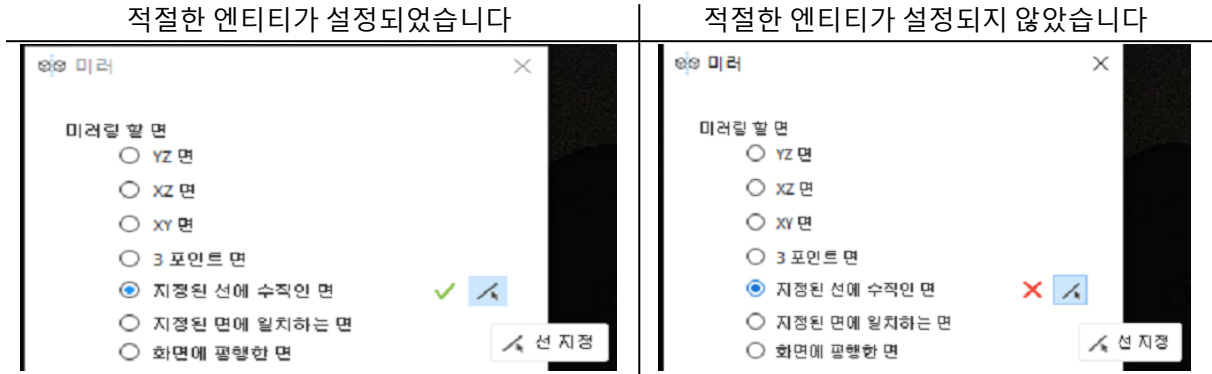 적절한 엔티티가 설정되었습니다
적절한 엔티티가 설정되지 않았습니다
미러
미러링 할 면
YZ 면
XZ 면
XY 면
3 포인트 면
지정된 선에 수직인 면
지정된 면에 일치하는 면
화면에 평행한 면
선 지정
미러
미러링 할 면
YZ 면
XZ 면
XY 면
3 포인트 면
지정된 선에 수직인 면
지정된 면에 일치하는 면
화면에 평행한 면
선 지정